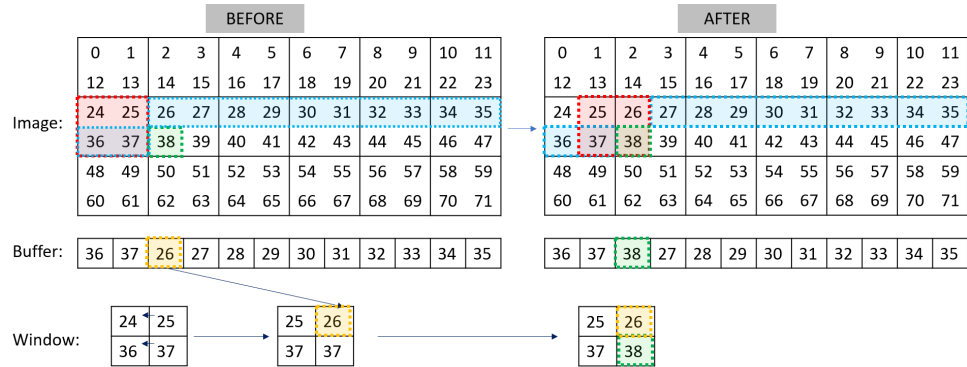 BEFORE AFTER
Image:
0 1 2 3 4 5 6 7 8 9 10 11 0 1 2 3 4 5 6 7 8 9 10 11
12 13 14 15 16 17 18 19 20 21 22 23 12 13 14 15 16 17 18 19 20 21 22 23
24 25 26 27 28 29 30 31 32 33 34 35 24 25 26 27 28 29 30 31 32 33 34 35
36 37 38 39 40 41 42 43 44 45 46 47 36 37 38 39 40 41 42 43 44 45 46 47
48 49 50 51 52 53 54 55 56 57 58 59 48 49 50 51 52 53 54 55 56 57 58 59
60 61 62 63 64 65 66 67 68 69 70 71 60 61 62 63 64 65 66 67 68 69 70 71
Buffer: 36 37 26 27 28 29 30 31 32 33 34 35 36 37 38 27 28 29 30 31 32 33 34 35
Window:
24 25 25 26 25 26
36 37 37 37 37 38